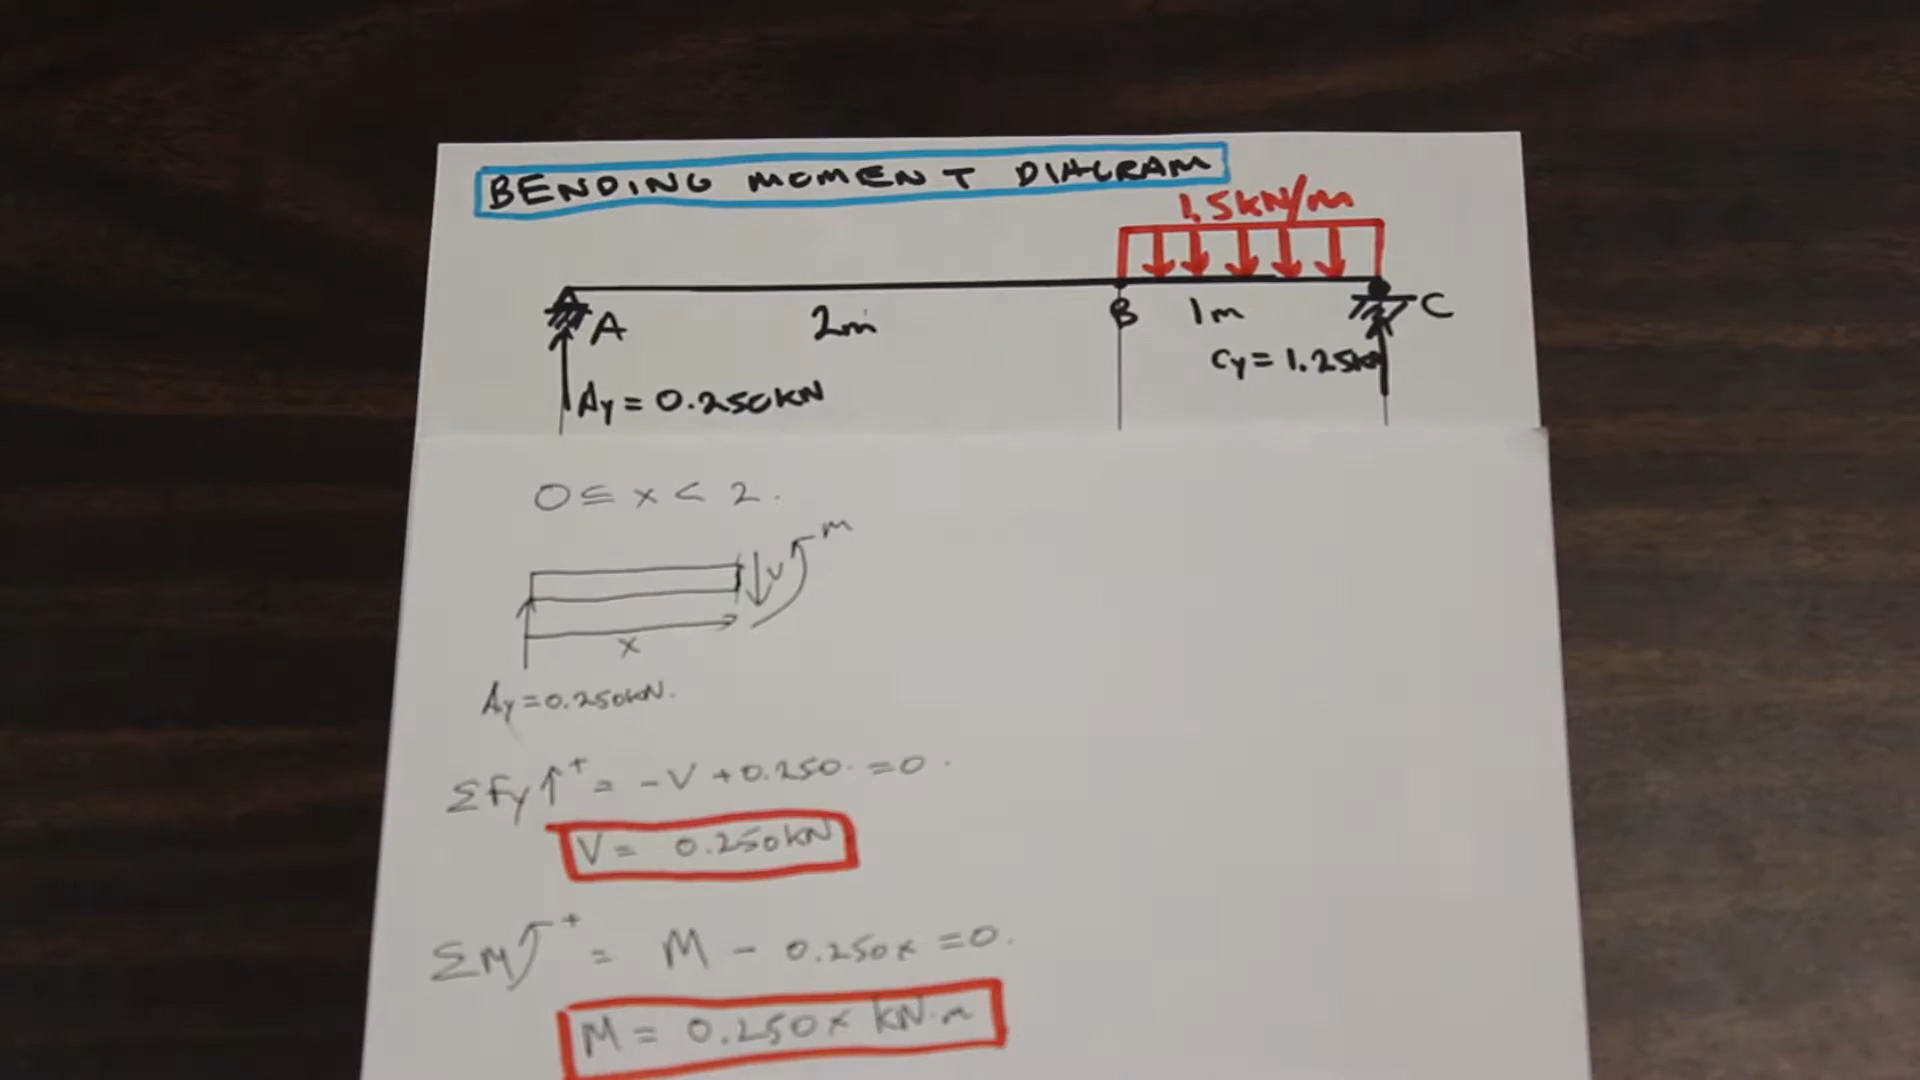 BENDING MOMENT DIAGRAM
1.5kN/m
A
2m
B
1m
C
Cy = 1.25kN
Ay = 0.250kN
0 ≤ x < 2.
M
V
x
Ay = 0.250kN.
ΣFy↑+ = -V + 0.250. = 0.
V = 0.250kN
ΣM+ = M - 0.250x = 0.
M = 0.250x kN.m